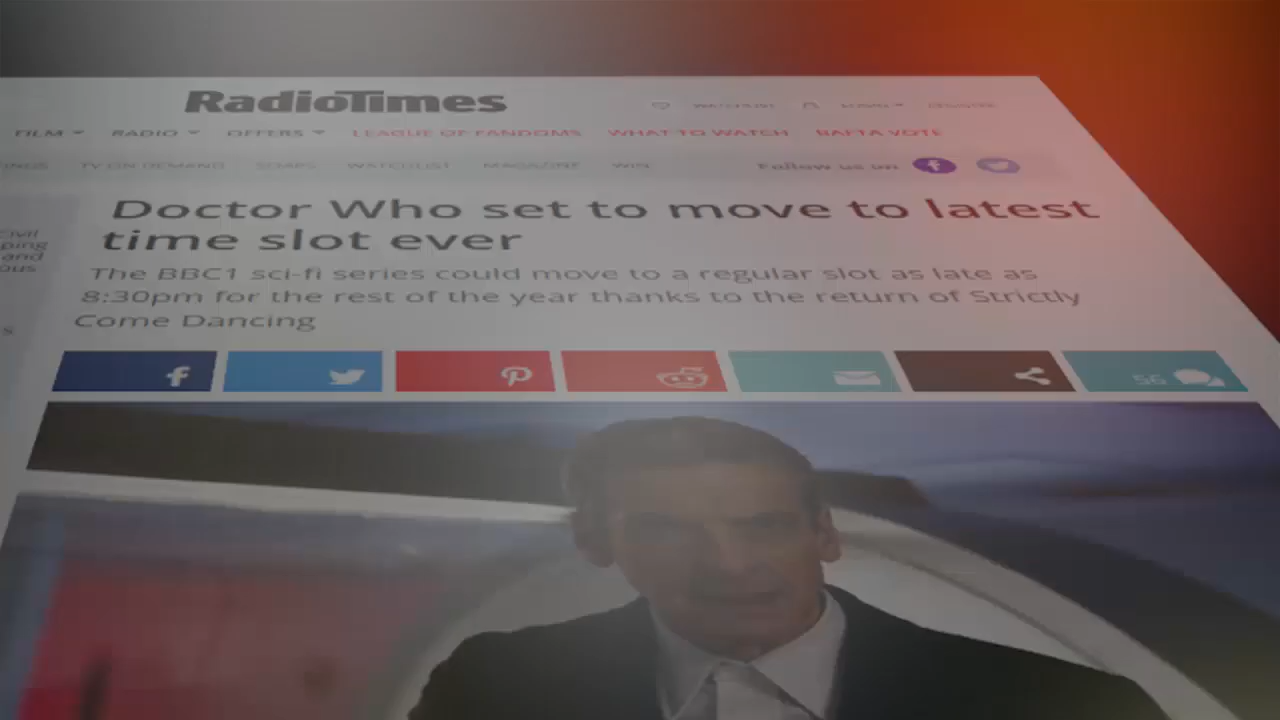 RadioTimes
FILM RADIO OFFERS LEAGUE OF FANDOMS WHAT TO WATCH BAFTA VOTE
TV ON DEMAND SOAPS WATCHLIST MAGAZINE WIN Follow us on
Doctor Who set to move to latest
time slot ever
The BBC1 sci-fi series could move to a regular slot as late as
8:30pm for the rest of the year thanks to the return of Strictly
Come Dancing
56